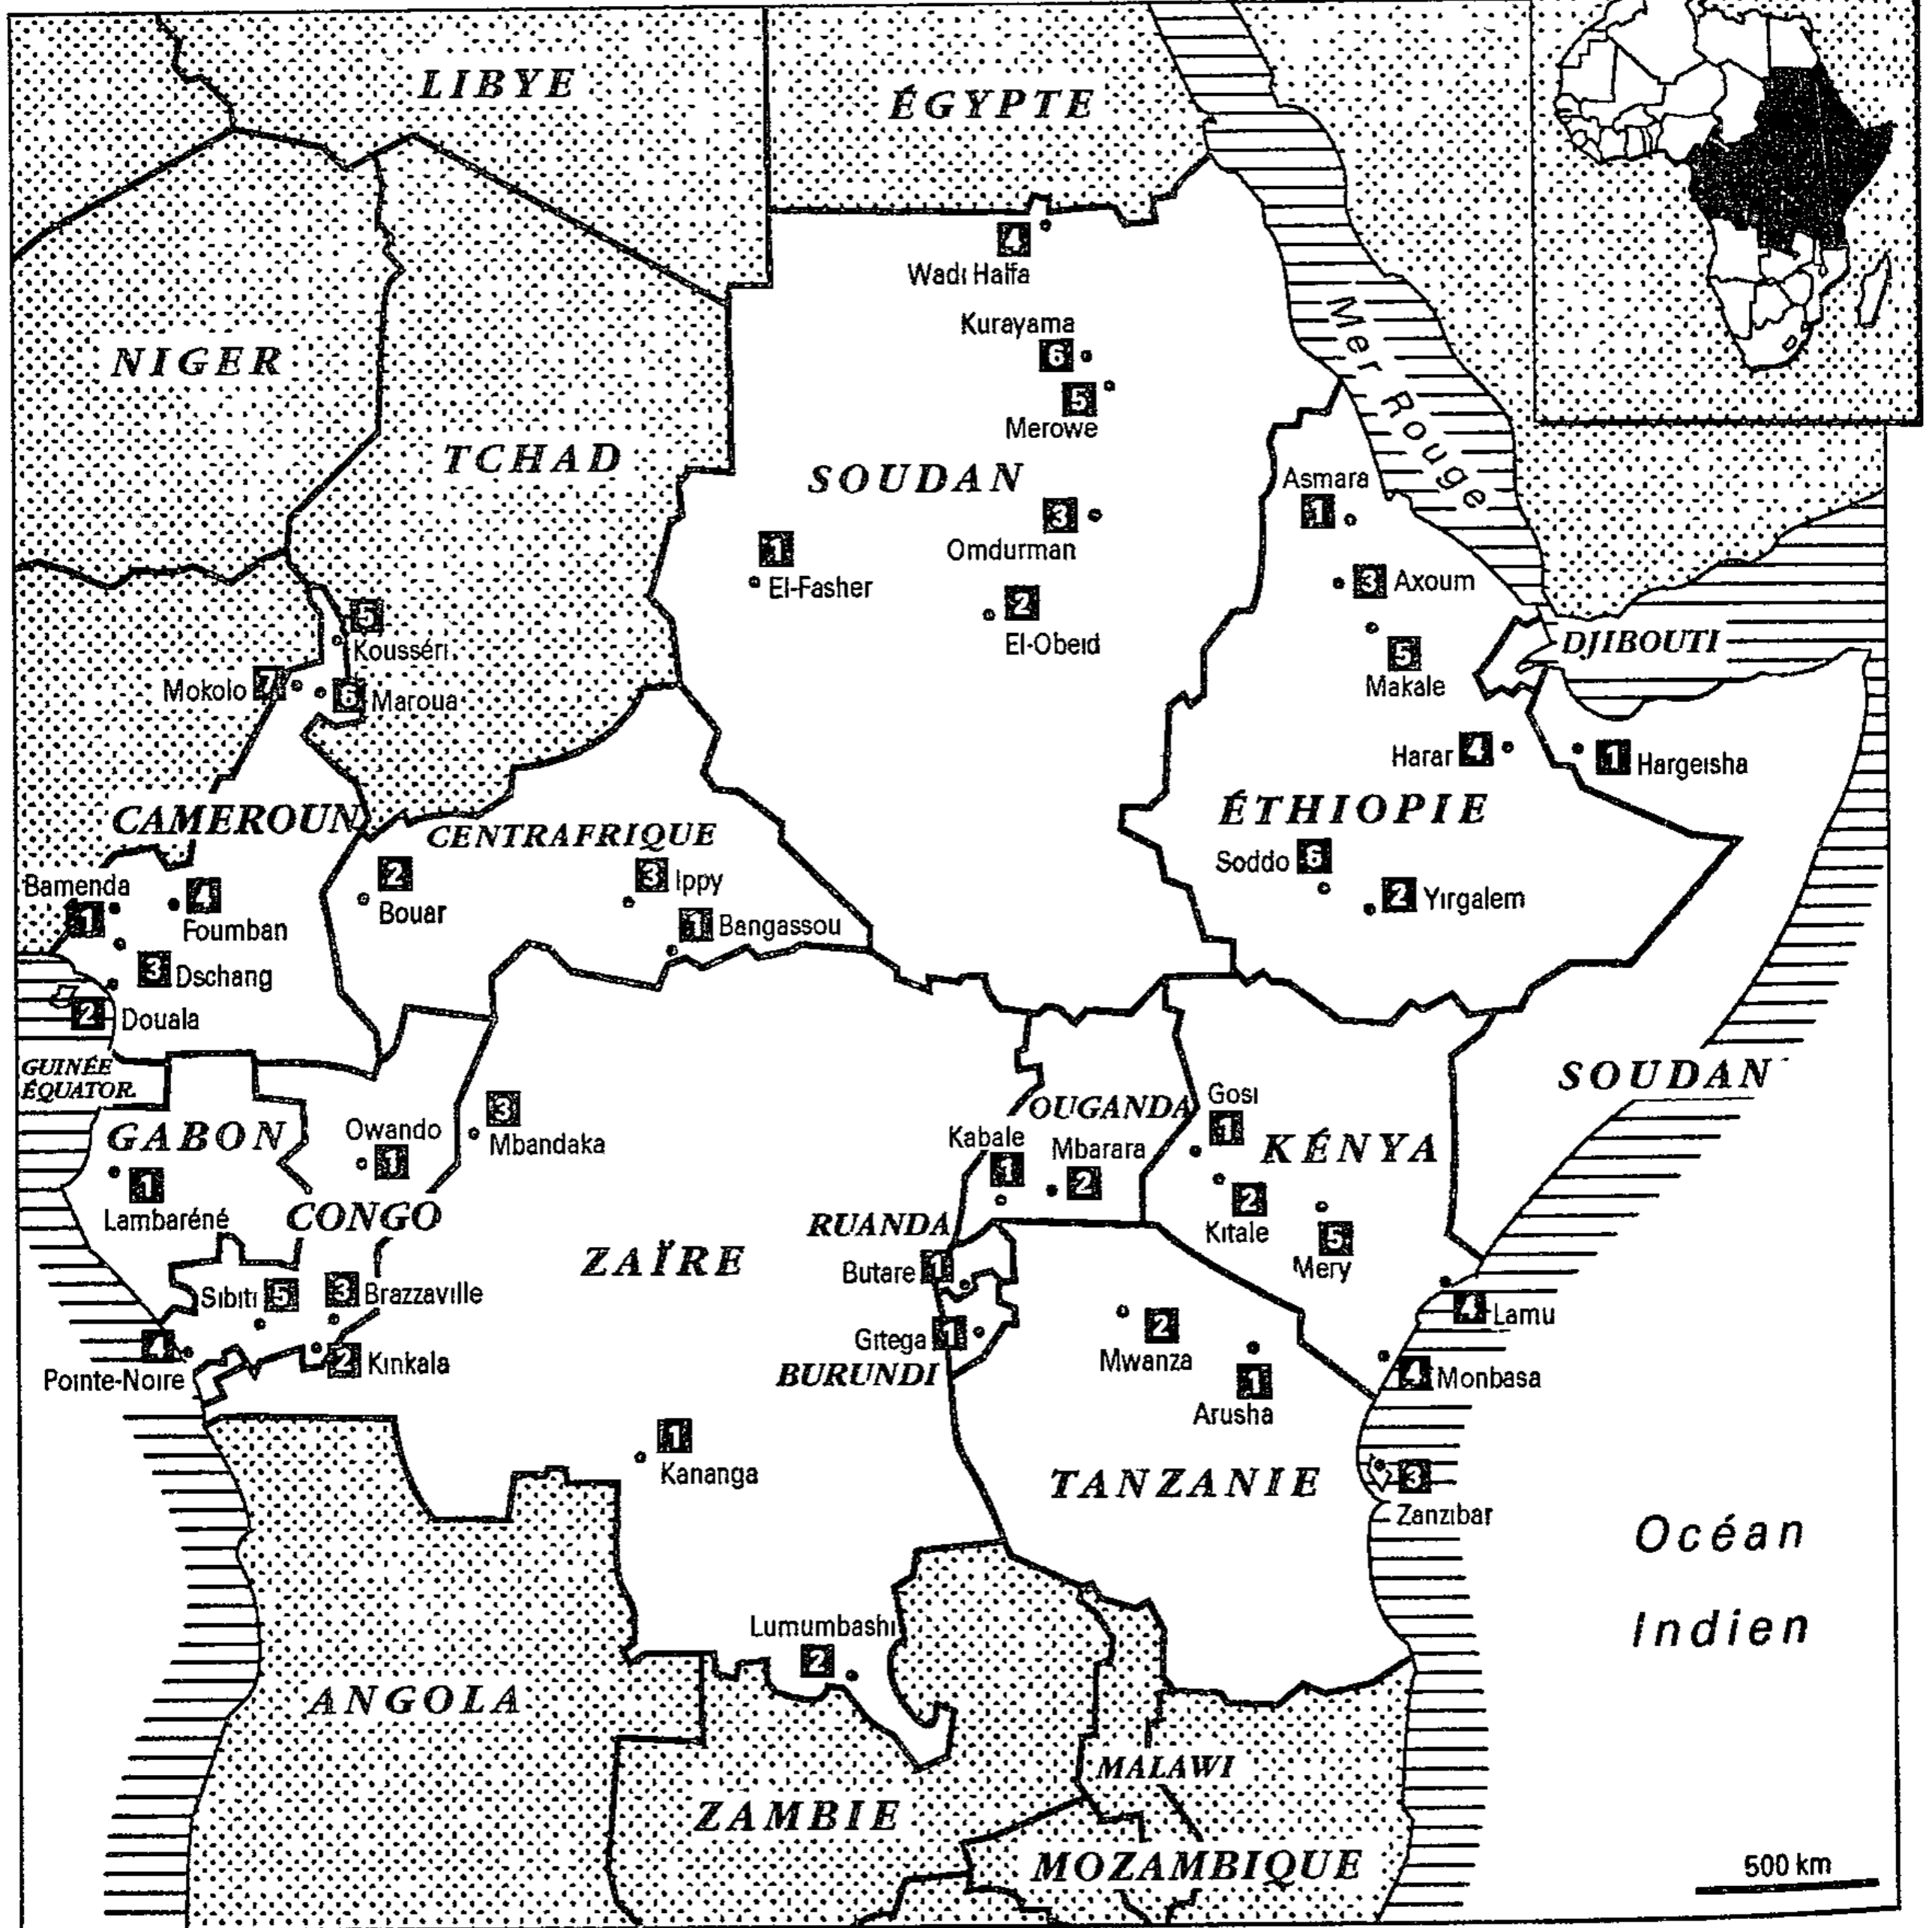 LIBYE
ÉGYPTE
4
Wadi Halfa
Kurayama
6
5
Merowe
Mer Rouge
NIGER
TCHAD
SOUDAN
Asmara
1
3
Omdurman
1
El-Fasher
3 Axoum
2
El-Obeid
5
Kousséri
DJIBOUTI
5
Makale
Mokolo 7
6 Maroua
Harar 4
1 Hargeisha
CAMEROUN
CENTRAFRIQUE
ÉTHIOPIE
Soddo 6
2
Bouar
3 Ippy
2 Yirgalem
Bamenda
1
4
Foumban
1 Bangassou
3 Dschang
2 Douala
GUINÉE
ÉQUATOR.
SOUDAN
3
Mbandaka
OUGANDA
Gosi
1
GABON
Owando
1
Kabale
1
Mbarara
2
KÉNYA
1
Lambaréné
CONGO
2
Kitale
RUANDA
5
Mery
ZAÏRE
Butare 1
Sibiti 5
3 Brazzaville
4 Lamu
Gitega 1
2
Mwanza
4
Pointe-Noire
2 Kinkala
BURUNDI
1
Arusha
4 Monbasa
1
Kananga
TANZANIE
3
Zanzibar
Océan
Indien
Lumumbashi
2
ANGOLA
MALAWI
ZAMBIE
MOZAMBIQUE
500 km